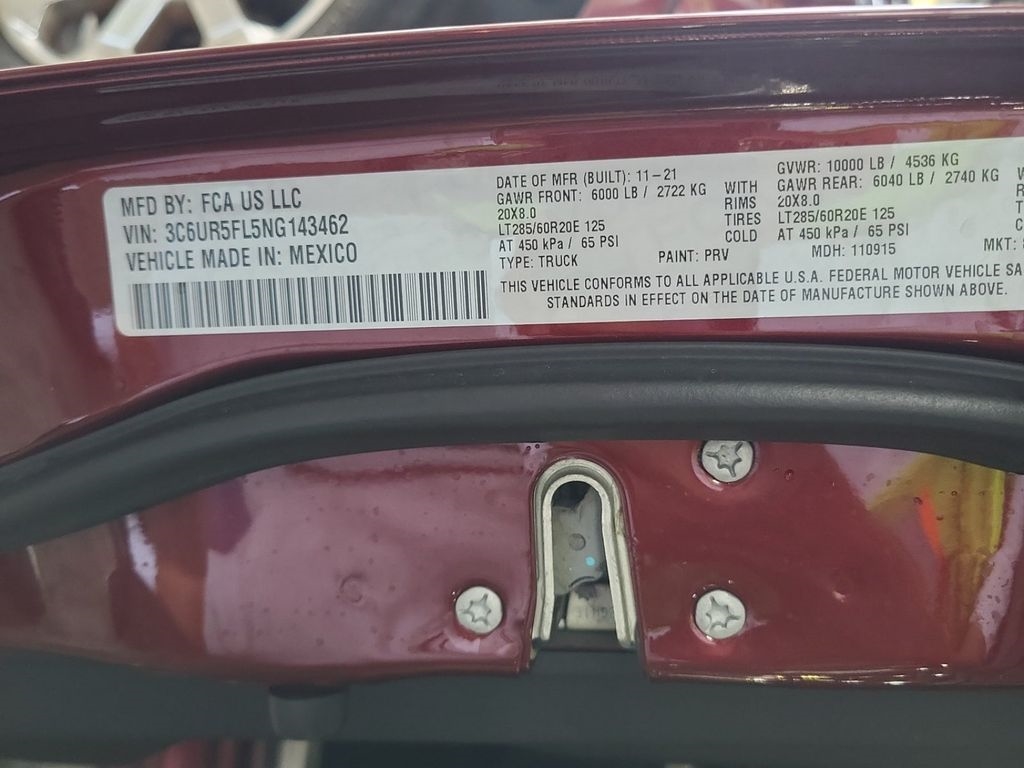 MFD BY: FCA US LLC
VIN: 3C6UR5FL5NG143462
VEHICLE MADE IN: MEXICO
DATE OF MFR (BUILT): 11-21
GAWR FRONT: 6000 LB / 2722 KG
20X8.0
LT285/60R20E 125
AT 450 kPa / 65 PSI
TYPE: TRUCK
PAINT: PRV
WITH
RIMS
TIRES
COLD
GVWR: 10000 LB / 4536 KG
GAWR REAR: 6040 LB / 2740 KG
20X8.0
LT285/60R20E 125
AT 450 kPa / 65 PSI
MDH: 110915
MKT:
THIS VEHICLE CONFORMS TO ALL APPLICABLE U.S.A. FEDERAL MOTOR VEHICLE SA
STANDARDS IN EFFECT ON THE DATE OF MANUFACTURE SHOWN ABOVE.